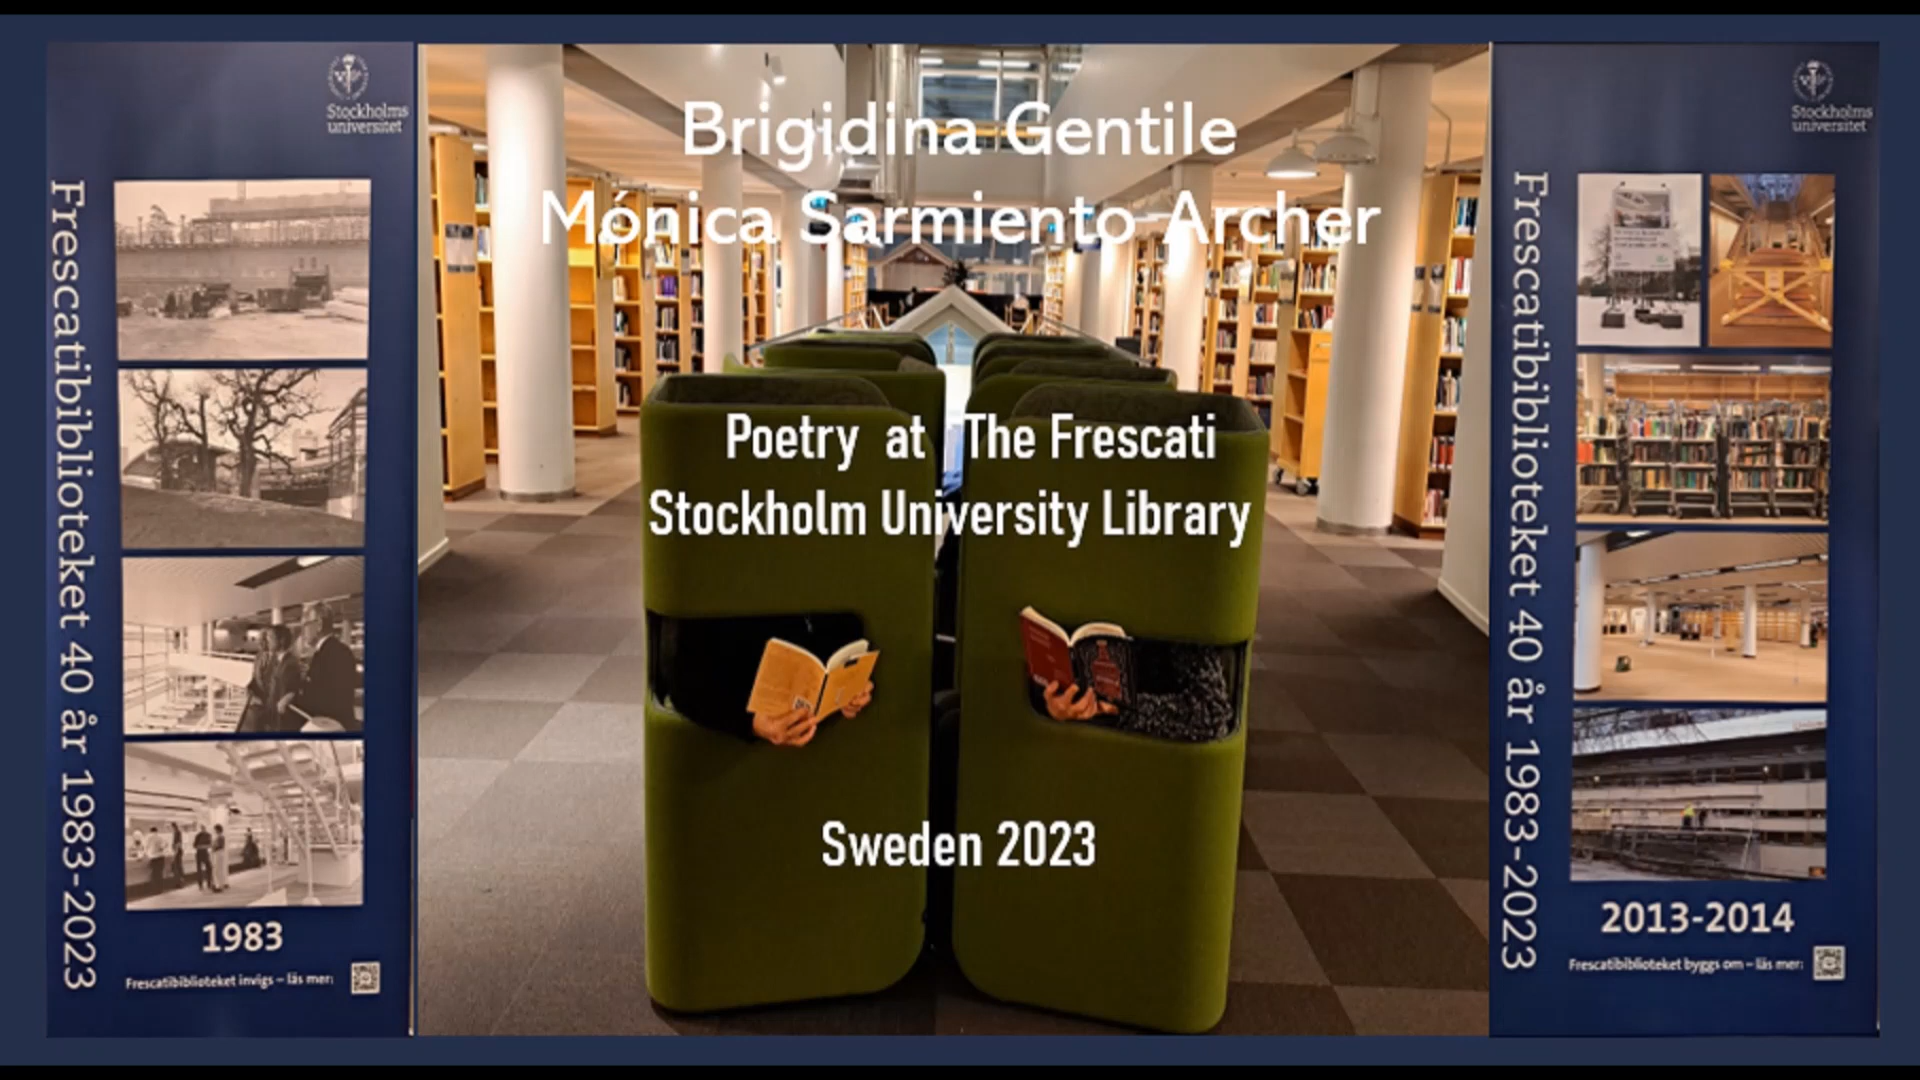 Stockholms
universitet
Frescatibiblioteket 40 år 1983-2023
1983
Frescatibiblioteket invigs – läs mer:
Brigidina Gentile
Mónica Sarmiento Archer
Poetry at The Frescati
Stockholm University Library
Sweden 2023
Stockholms
universitet
Frescatibiblioteket 40 år 1983-2023
2013-2014
Frescatibiblioteket byggs om – läs mer: